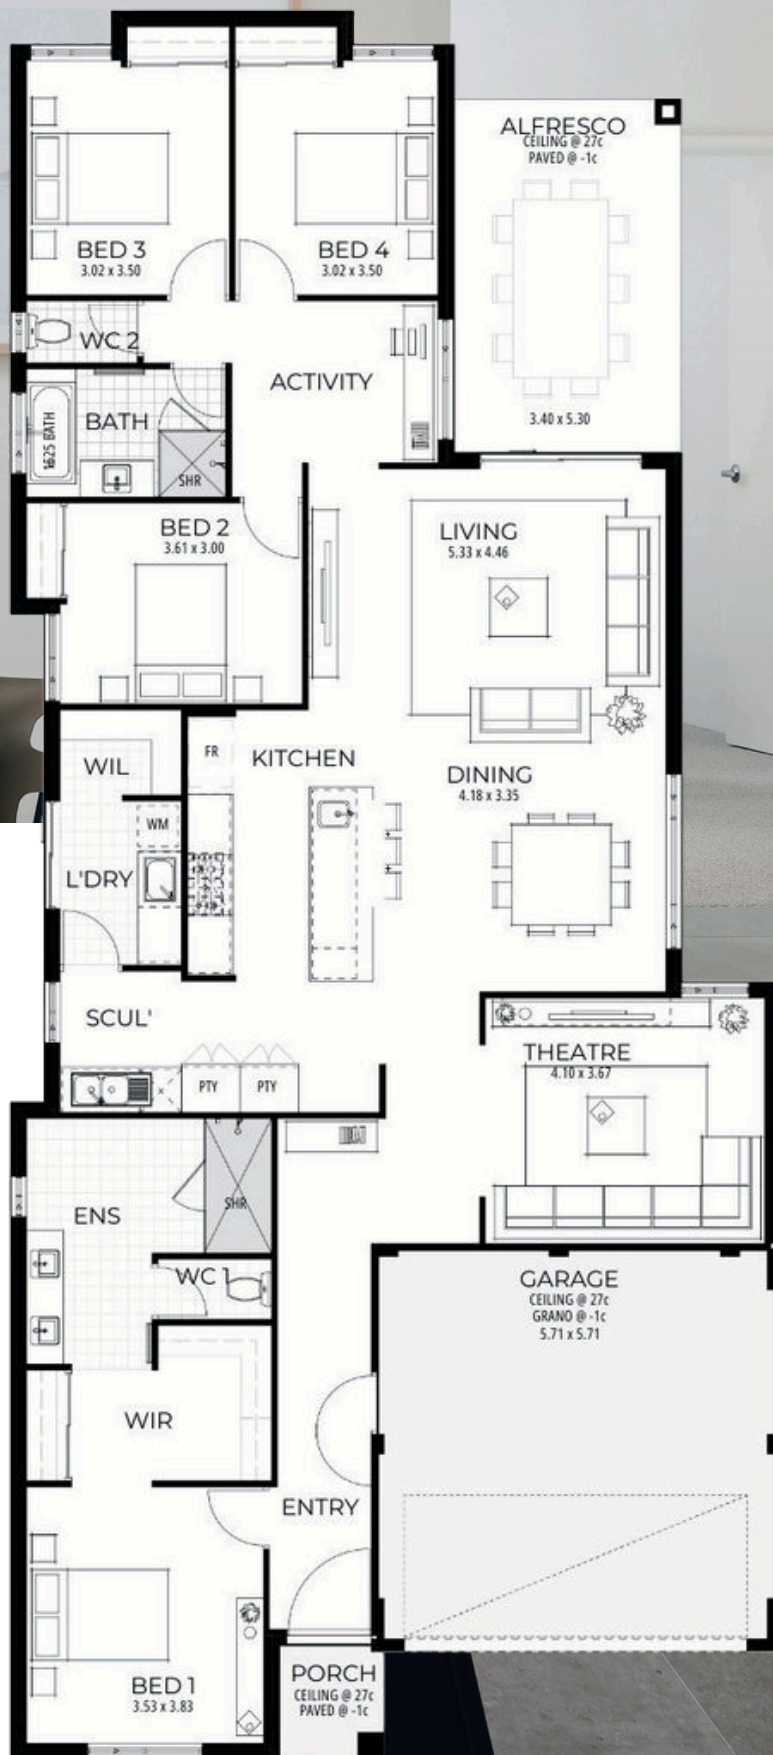 ALFRESCO
CEILING @ 27c
PAVED @ -1c
3.40 x 5.30
BED 3
3.02 x 3.50
BED 4
3.02 x 3.50
WC 2
ACTIVITY
BATH
1625 BATH
SHR
BED 2
3.61 x 3.00
LIVING
5.33 x 4.46
WIL
FR
KITCHEN
DINING
4.18 x 3.35
WM
L'DRY
SCUL'
PTY
PTY
THEATRE
4.10 x 3.67
ENS
SHR
WC 1
GARAGE
CEILING @ 27c
GRANO @ -1c
5.71 x 5.71
WIR
ENTRY
BED 1
3.53 x 3.83
PORCH
CEILING @ 27c
PAVED @ -1c